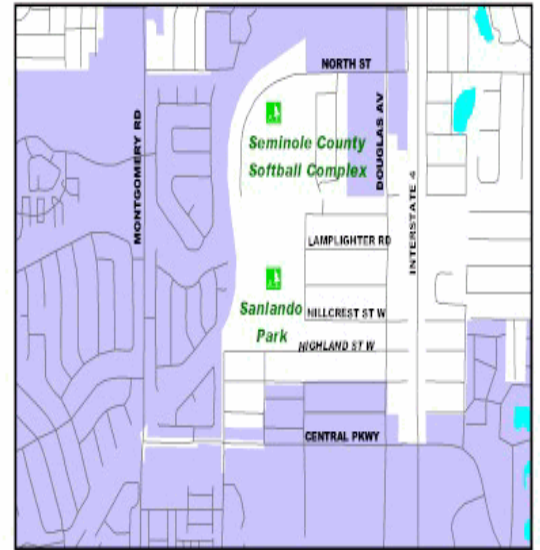 NORTH ST
MONTGOMERY RD
DOUGLAS AV
Seminole County
Softball Complex
INTERSTATE 4
LAMPLIGHTER RD
Sanlando
Park
HILLCREST ST W
HIGHLAND ST W
CENTRAL PKWY